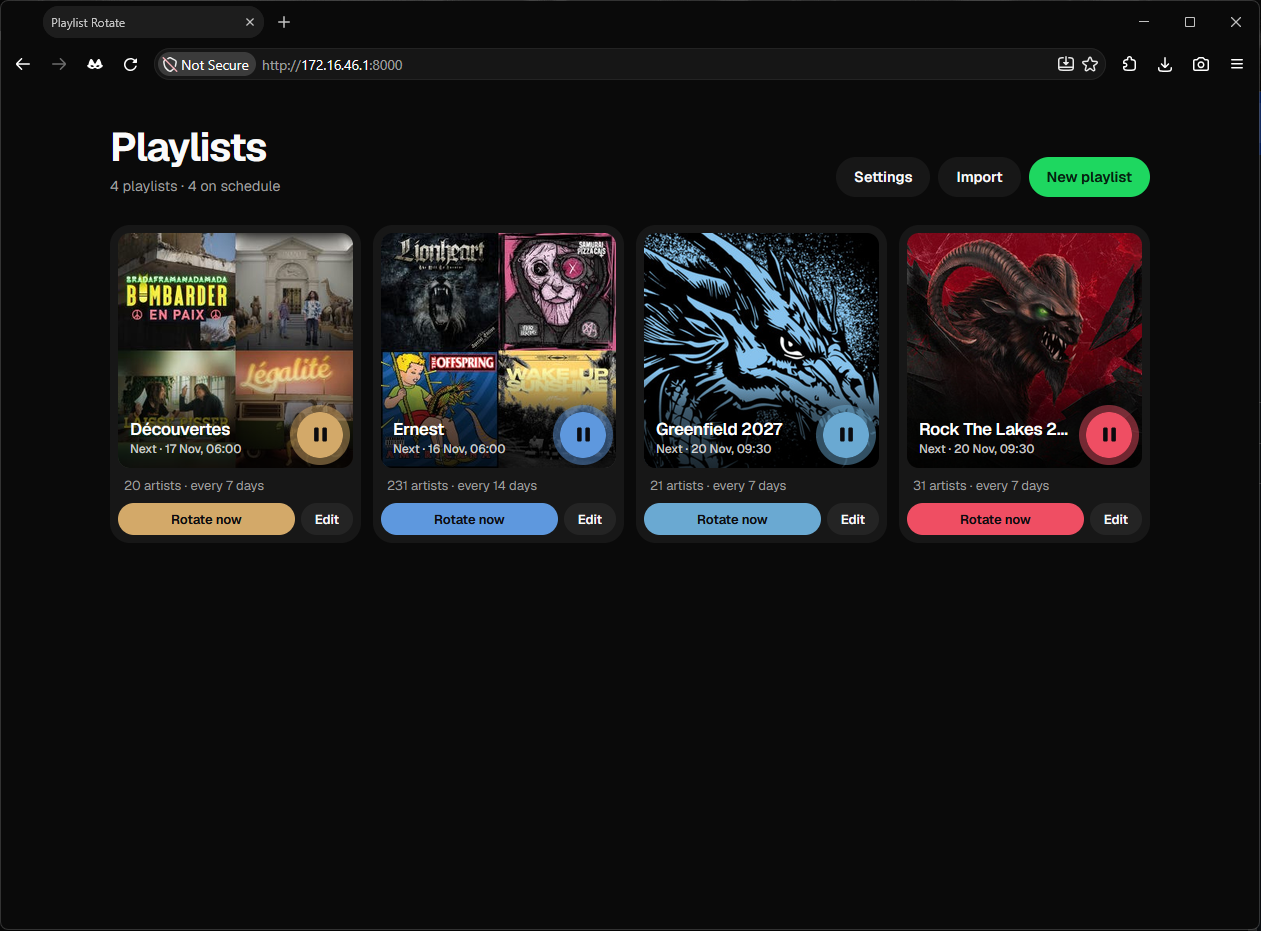 Playlist Rotate
Not Secure http://172.16.46.1:8000
Playlists
4 playlists · 4 on schedule
Settings
Import
New playlist
BRADAFRAMANADAMADA
BOMBARDER
EN PAIX
Légalité
Découvertes
Next · 17 Nov, 06:00
20 artists · every 7 days
Rotate now
Edit
Lionheart
SAMURAI
PIZZA CATS
OFFSPRING
WAKE UP
SUNSHINE
Ernest
Next · 16 Nov, 06:00
231 artists · every 14 days
Rotate now
Edit
Greenfield 2027
Next · 20 Nov, 09:30
21 artists · every 7 days
Rotate now
Edit
Rock The Lakes 2...
Next · 20 Nov, 09:30
31 artists · every 7 days
Rotate now
Edit